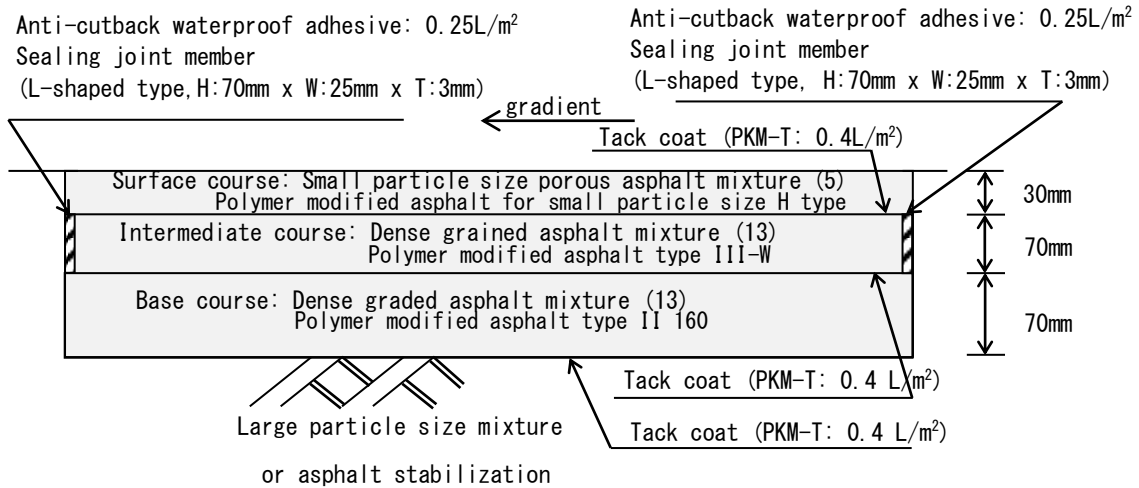 Anti-cutback waterproof adhesive: 0.25L/m²
Sealing joint member
(L-shaped type, H:70mm x W:25mm x T:3mm)
Anti-cutback waterproof adhesive: 0.25L/m²
Sealing joint member
(L-shaped type, H:70mm x W:25mm x T:3mm)
gradient
Tack coat (PKM-T: 0.4L/m²)
Surface course: Small particle size porous asphalt mixture (5)
Polymer modified asphalt for small particle size H type
30mm
Intermediate course: Dense grained asphalt mixture (13)
Polymer modified asphalt type III-W
70mm
Base course: Dense graded asphalt mixture (13)
Polymer modified asphalt type II 160
70mm
Tack coat (PKM-T: 0.4 L/m²)
Large particle size mixture
or asphalt stabilization
Tack coat (PKM-T: 0.4 L/m²)